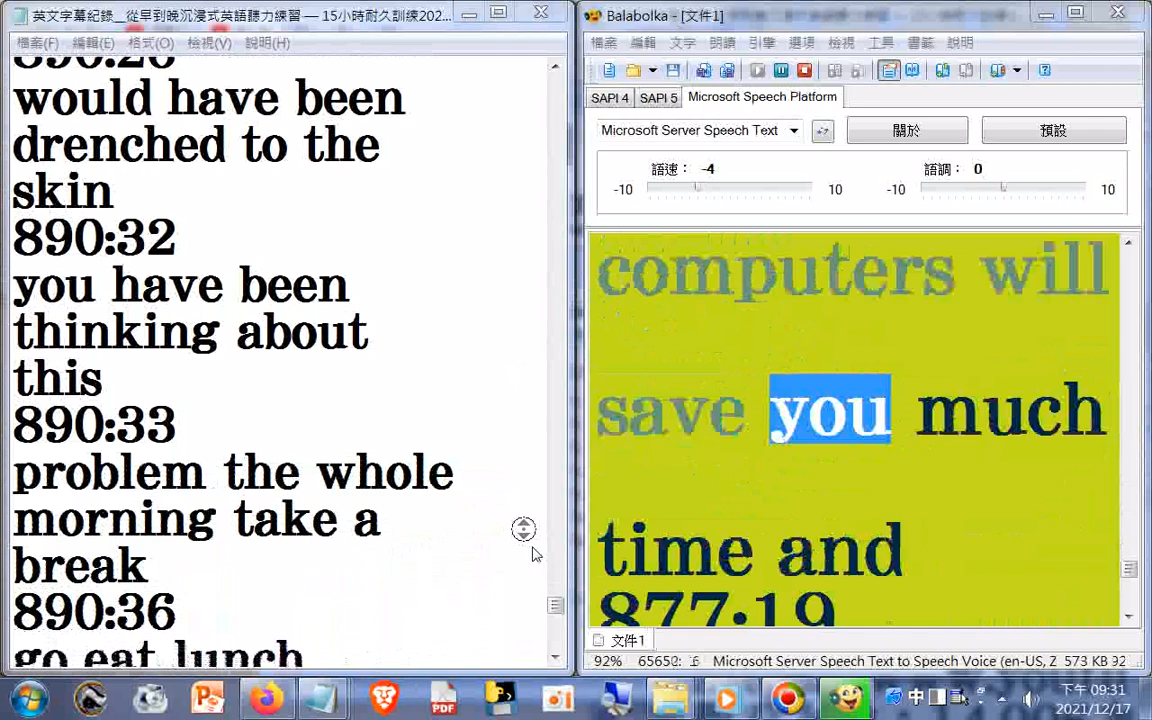 英文字幕紀錄__從早到晚沉浸式英語聽力練習 — 15小時耐久訓練202...
檔案(F) 編輯(E) 格式(O) 檢視(V) 說明(H)
890:26
would have been
drenched to the
skin
890:32
you have been
thinking about
this
890:33
problem the whole
morning take a
break
890:36
go eat lunch
Balabolka - [文件1]
檔案 編輯 文字 朗讀 引擎 選項 檢視 工具 書籤 說明
SAPI 4 SAPI 5 Microsoft Speech Platform
Microsoft Server Speech Text 關於 預設
語速： -4 語調： 0
-10 10 -10 10
computers will
save you much
time and
877:19
文件1
92% Microsoft Server Speech Text to Speech Voice (en-US, Z 573 KB 92
PDF
中
下午 09:31
2021/12/17